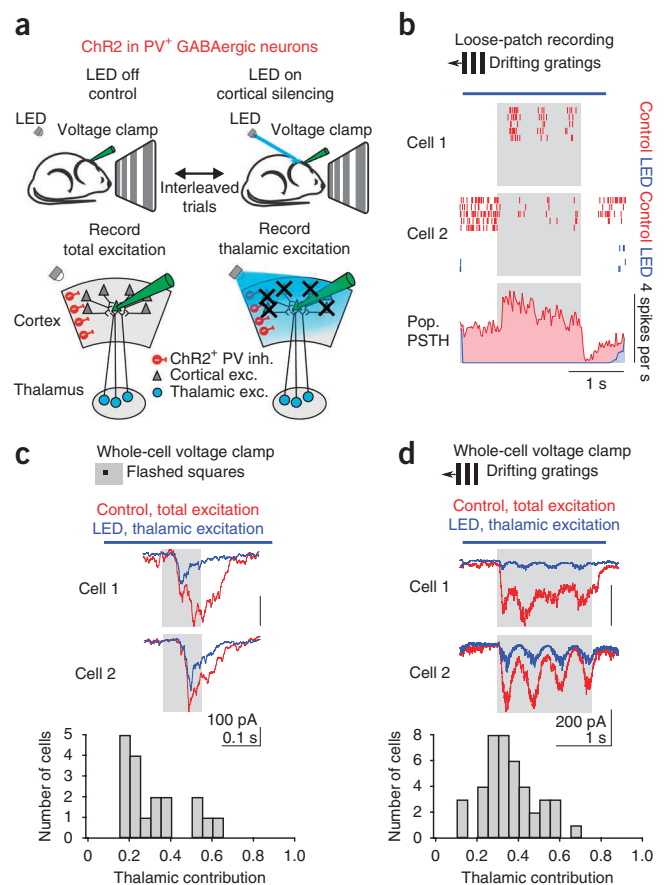 a
ChR2 in PV+ GABAergic neurons
LED off
control
LED on
cortical silencing
LED
Voltage clamp
LED
Voltage clamp
Interleaved
trials
Record
total excitation
Record
thalamic excitation
Cortex
ChR2+ PV inh.
Cortical exc.
Thalamic exc.
Thalamus
b
Loose-patch recording
Drifting gratings
Cell 1
Cell 2
Pop.
PSTH
Control LED Control LED
4 spikes per s
1 s
c
Whole-cell voltage clamp
Flashed squares
Control, total excitation
LED, thalamic excitation
Cell 1
Cell 2
100 pA
0.1 s
Number of cells
5
4
3
2
1
0
0 0.2 0.4 0.6 0.8 1.0
Thalamic contribution
d
Whole-cell voltage clamp
Drifting gratings
Control, total excitation
LED, thalamic excitation
Cell 1
Cell 2
200 pA
1 s
Number of cells
8
6
4
2
0
0 0.2 0.4 0.6 0.8 1.0
Thalamic contribution